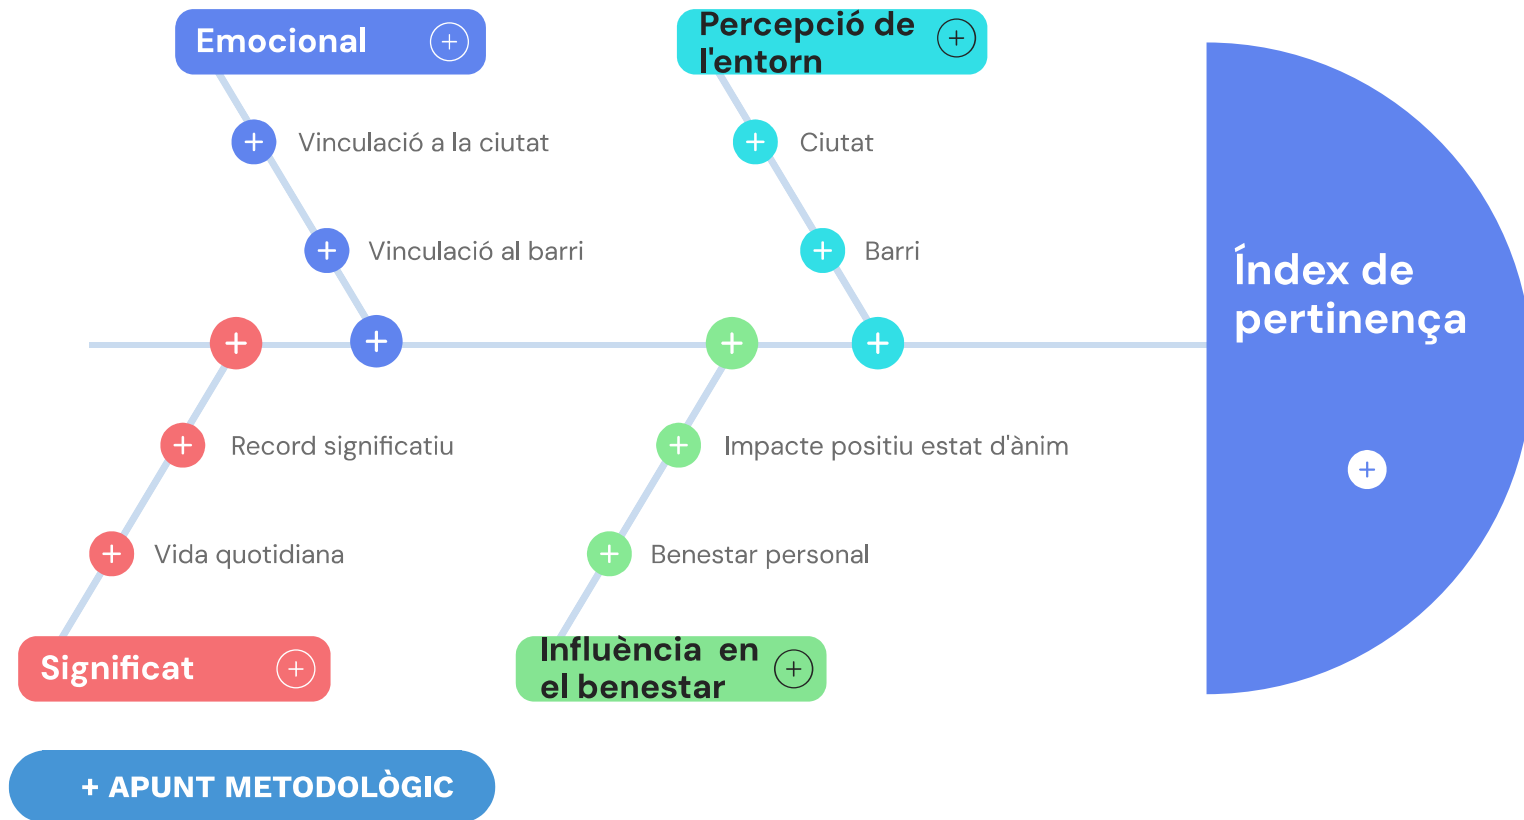 Emocional
Percepció de
l'entorn
Vinculació a la ciutat
Ciutat
Vinculació al barri
Barri
Índex de
pertinença
Record significatiu
Impacte positiu estat d'ànim
Vida quotidiana
Benestar personal
Significat
Influència en
el benestar
+ APUNT METODOLÒGIC